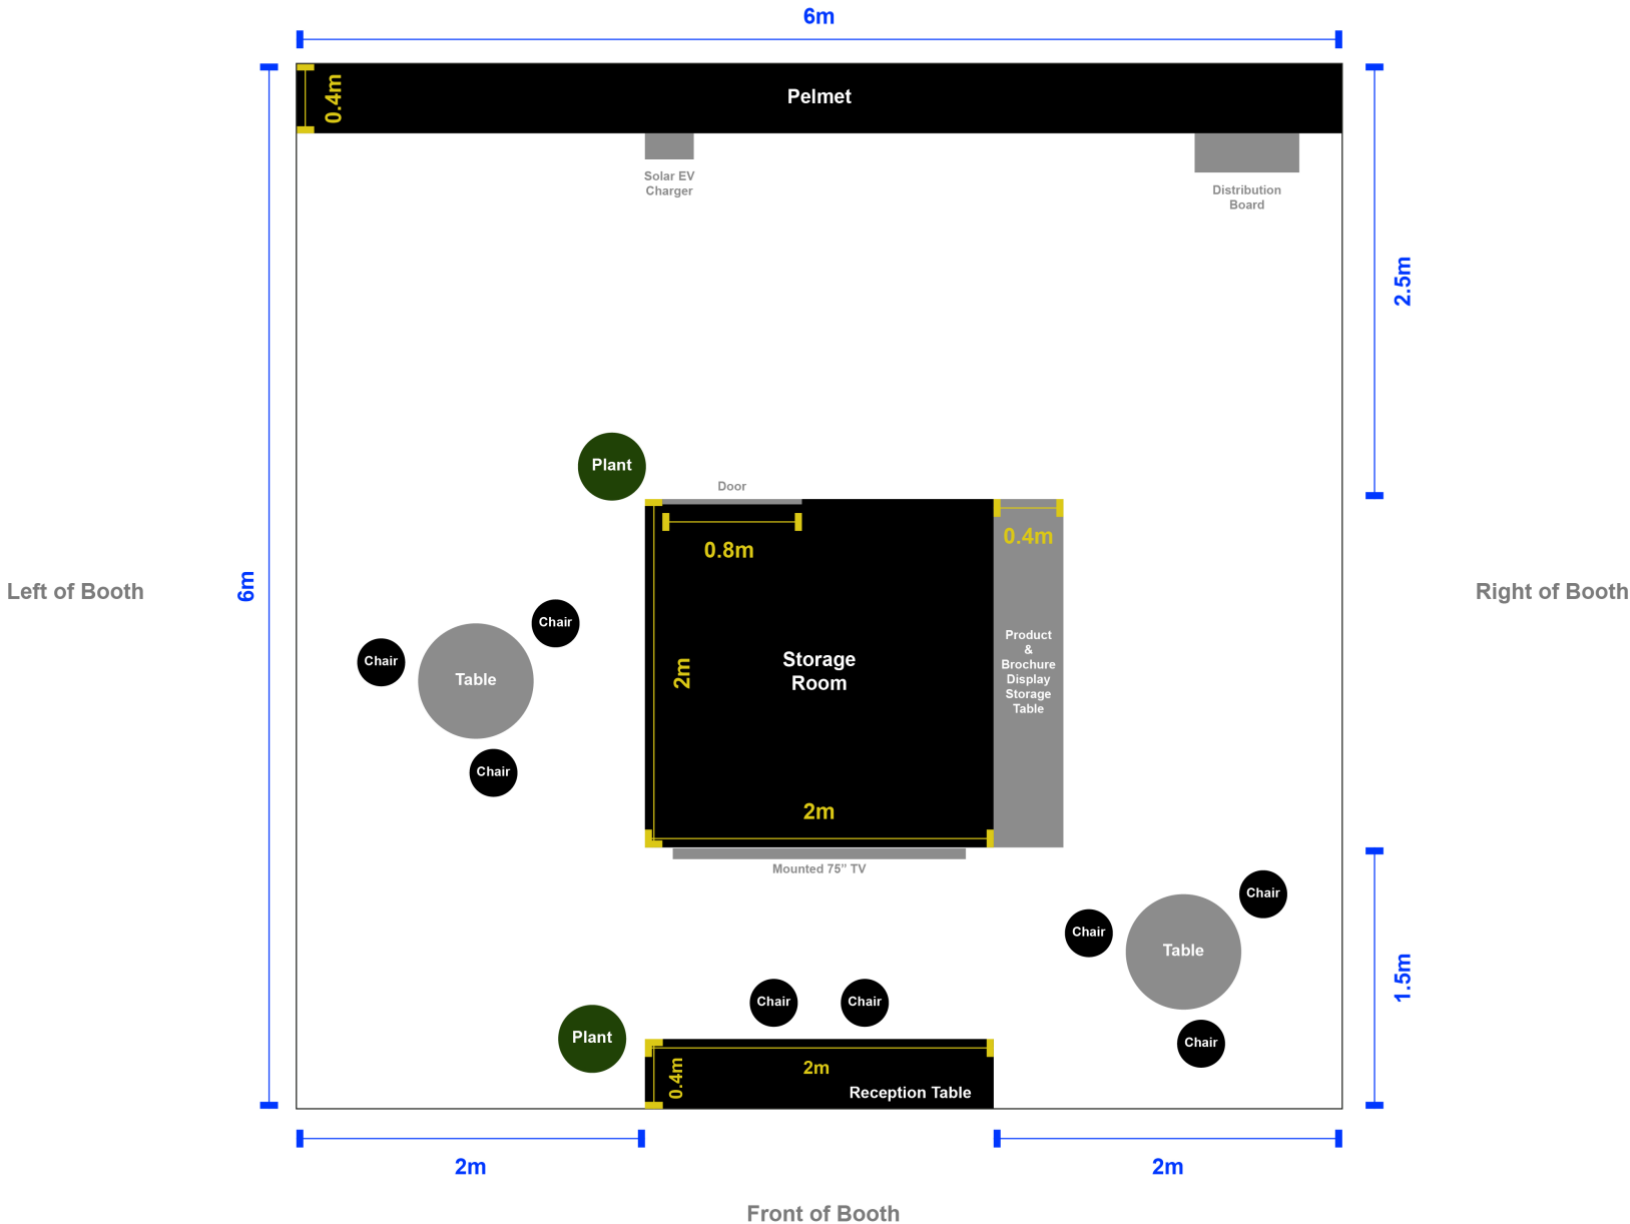 6m
0.4m
Pelmet
Solar EV
Charger
Distribution
Board
2.5m
Plant
Door
0.8m
0.4m
Left of Booth
6m
Right of Booth
Chair
Chair
Table
Chair
2m
Storage
Room
Product
&
Brochure
Display
Storage
Table
2m
Mounted 75" TV
Chair
Chair
Table
Chair
1.5m
Chair
Chair
Plant
0.4m
2m
Reception Table
2m
2m
Front of Booth